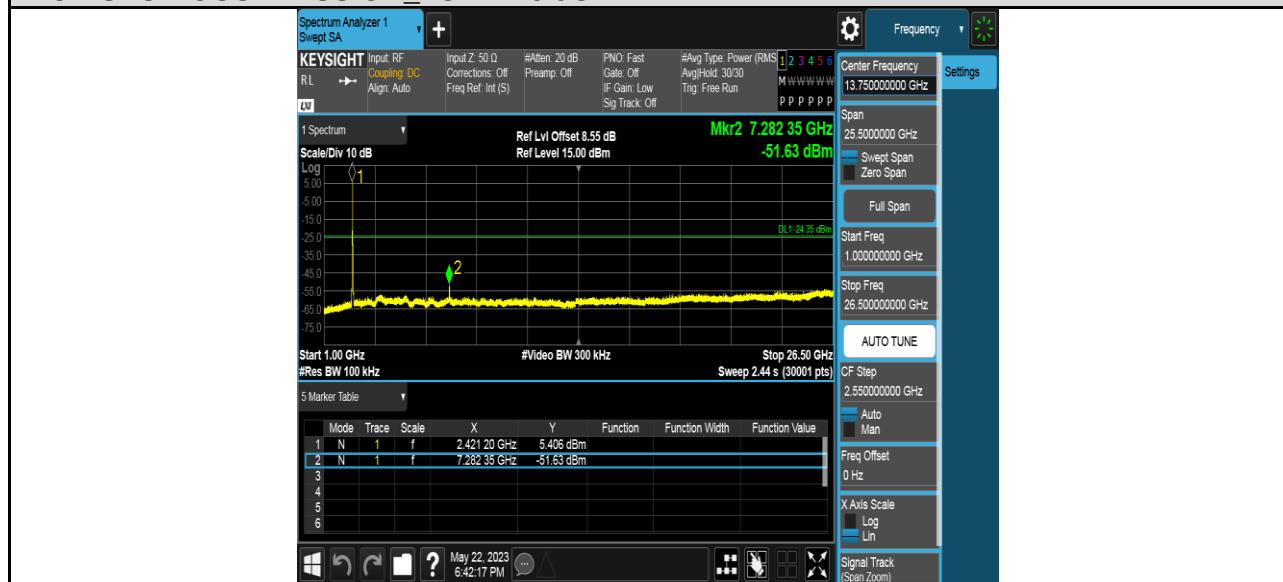 Spectrum Analyzer 1
Swept SA
+
Frequency
KEYSIGHT
RL
LXI
Input: RF
Coupling: DC
Align: Auto
Input Z: 50 Ω
Corrections: Off
Freq Ref: Int (S)
#Atten: 20 dB
Preamp: Off
PNO: Fast
Gate: Off
IF Gain: Low
Sig Track: Off
#Avg Type: Power (RMS
Avg|Hold: 30/30
Trig: Free Run
1 2 3 4 5 6
M W W W W W
P P P P P P
1 Spectrum
Scale/Div 10 dB
Ref Lvl Offset 8.55 dB
Ref Level 15.00 dBm
Mkr2 7.282 35 GHz
-51.63 dBm
Log
5.00
-5.00
-15.0
-25.0
-35.0
-45.0
-55.0
-65.0
-75.0
1
2
DL1 -24.35 dBm
Start 1.00 GHz
#Video BW 300 kHz
Stop 26.50 GHz
#Res BW 100 kHz
Sweep 2.44 s (30001 pts)
5 Marker Table
Mode Trace Scale X Y Function Function Width Function Value
1 N 1 f 2.421 20 GHz 5.406 dBm
2 N 1 f 7.282 35 GHz -51.63 dBm
3
4
5
6
?
May 22, 2023
6:42:17 PM
Center Frequency
13.750000000 GHz
Settings
Span
25.5000000 GHz
Swept Span
Zero Span
Full Span
Start Freq
1.000000000 GHz
Stop Freq
26.500000000 GHz
AUTO TUNE
CF Step
2.550000000 GHz
Auto
Man
Freq Offset
0 Hz
X Axis Scale
Log
Lin
Signal Track
(Span Zoom)